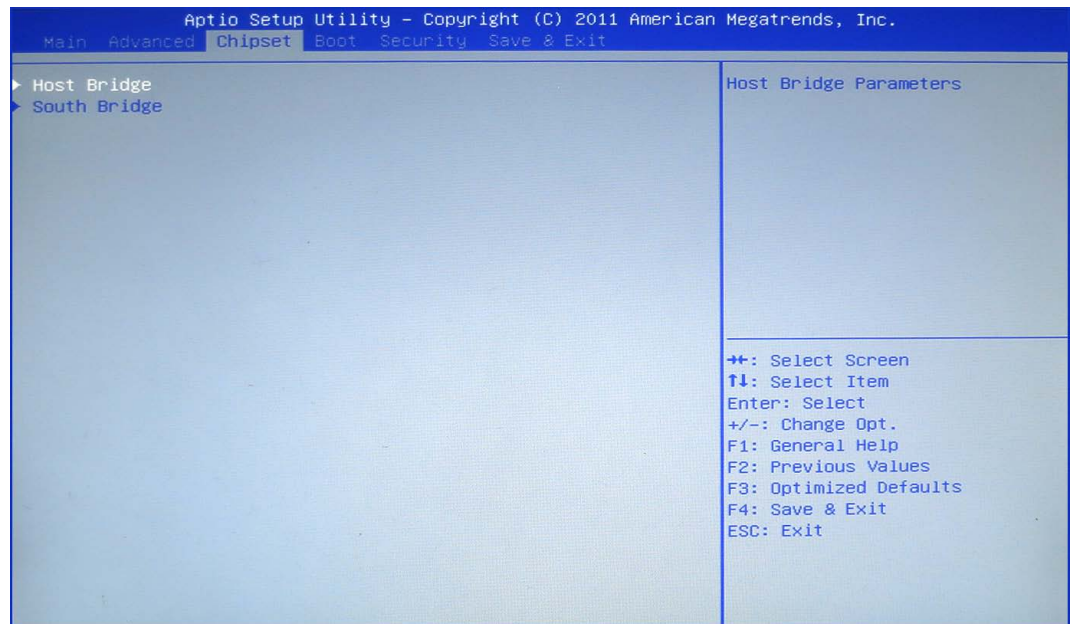 Aptio Setup Utility – Copyright (C) 2011 American Megatrends, Inc.
Main Advanced Chipset Boot Security Save & Exit
► Host Bridge
► South Bridge
Host Bridge Parameters
→←: Select Screen
↑↓: Select Item
Enter: Select
+/-: Change Opt.
F1: General Help
F2: Previous Values
F3: Optimized Defaults
F4: Save & Exit
ESC: Exit